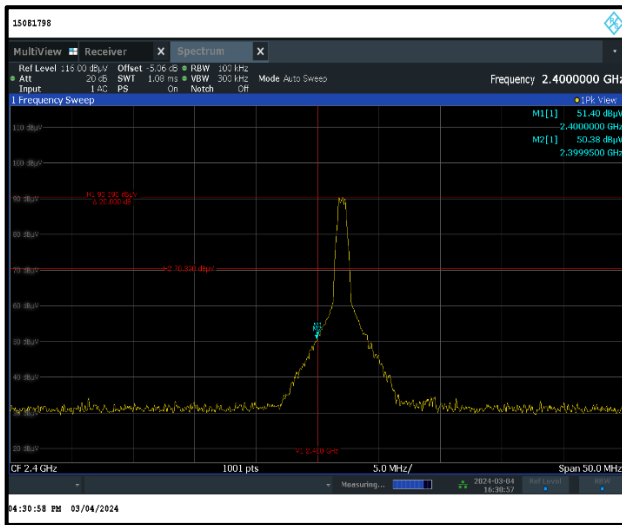 15081798
MultiView Receiver X Spectrum X
Ref Level 116.00 dBµV Offset -5.06 dB RBW 100 kHz
Att 20 dB SWT 1.08 ms VBW 300 kHz Mode Auto Sweep Frequency 2.4000000 GHz
Input 1 AC PS On Notch Off
1 Frequency Sweep 1Pk View
M1[1] 51.40 dBµV
2.4000000 GHz
M2[1] 50.38 dBµV
2.3999500 GHz
110 dBµV
100 dBµV
90 dBµV
80 dBµV
70 dBµV
60 dBµV
50 dBµV
40 dBµV
30 dBµV
20 dBµV
CF 2.4 GHz 1001 pts 5.0 MHz/ Span 50.0 MHz
Measuring... 2024-03-04 Ref Level RBW
16:30:57
04:30:58 PM 03/04/2024